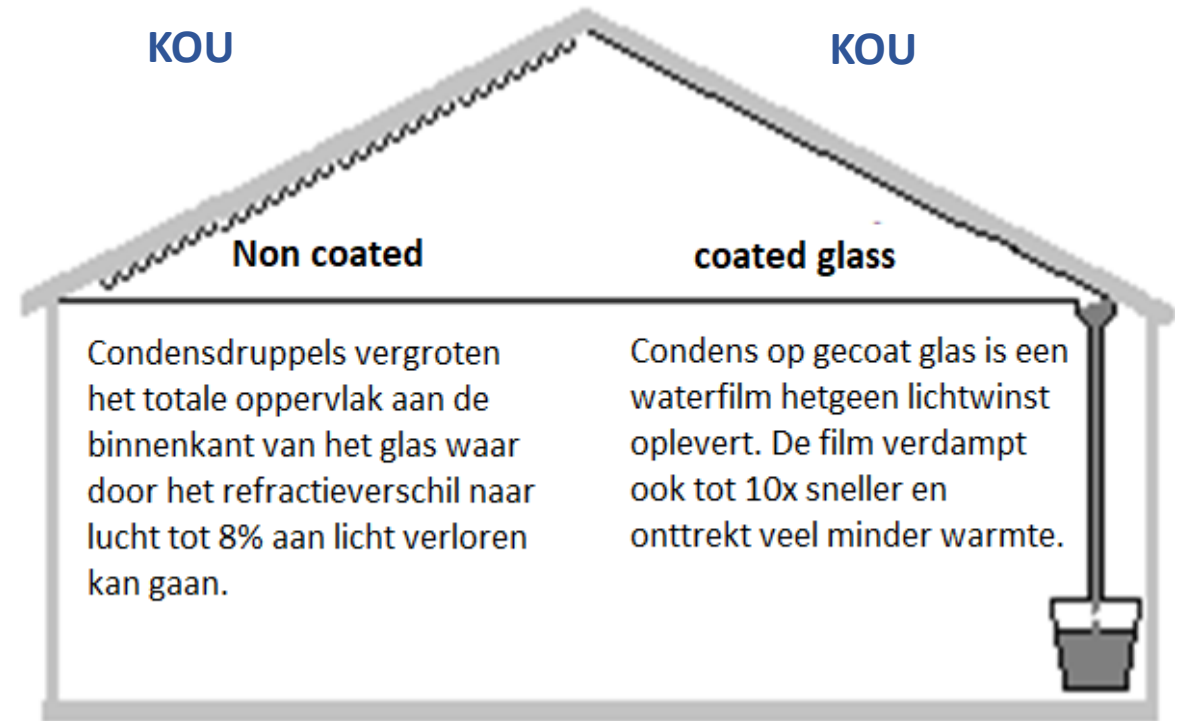 KOU
KOU
Non coated
coated glass
Condensdruppels vergroten
het totale oppervlak aan de
binnenkant van het glas waar
door het refractieverschil naar
lucht tot 8% aan licht verloren
kan gaan.
Condens op gecoat glas is een
waterfilm hetgeen lichtwinst
oplevert. De film verdampt
ook tot 10x sneller en
onttrekt veel minder warmte.